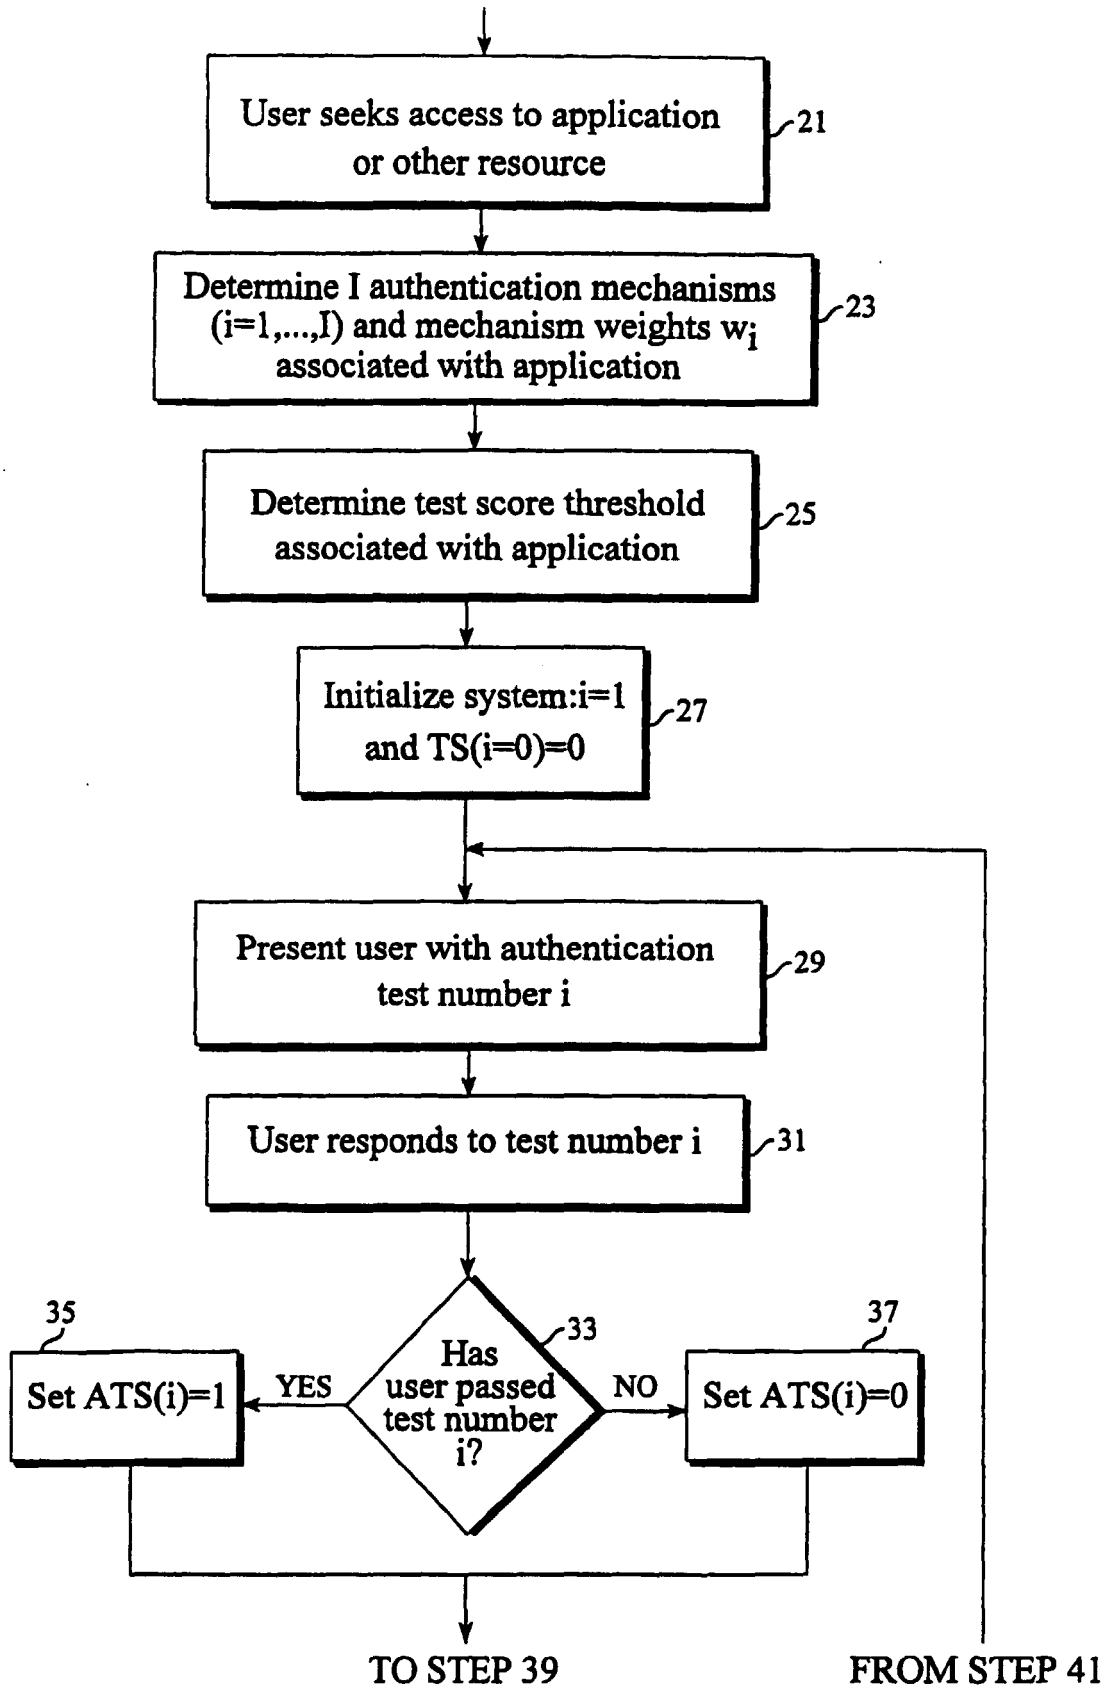 User seeks access to application
or other resource
21
Determine I authentication mechanisms
(i=1,...,I) and mechanism weights wi
associated with application
23
Determine test score threshold
associated with application
25
Initialize system:i=1
and TS(i=0)=0
27
Present user with authentication
test number i
29
User responds to test number i
31
Has
user passed
test number
i?
33
YES
NO
35
Set ATS(i)=1
37
Set ATS(i)=0
TO STEP 39
FROM STEP 41